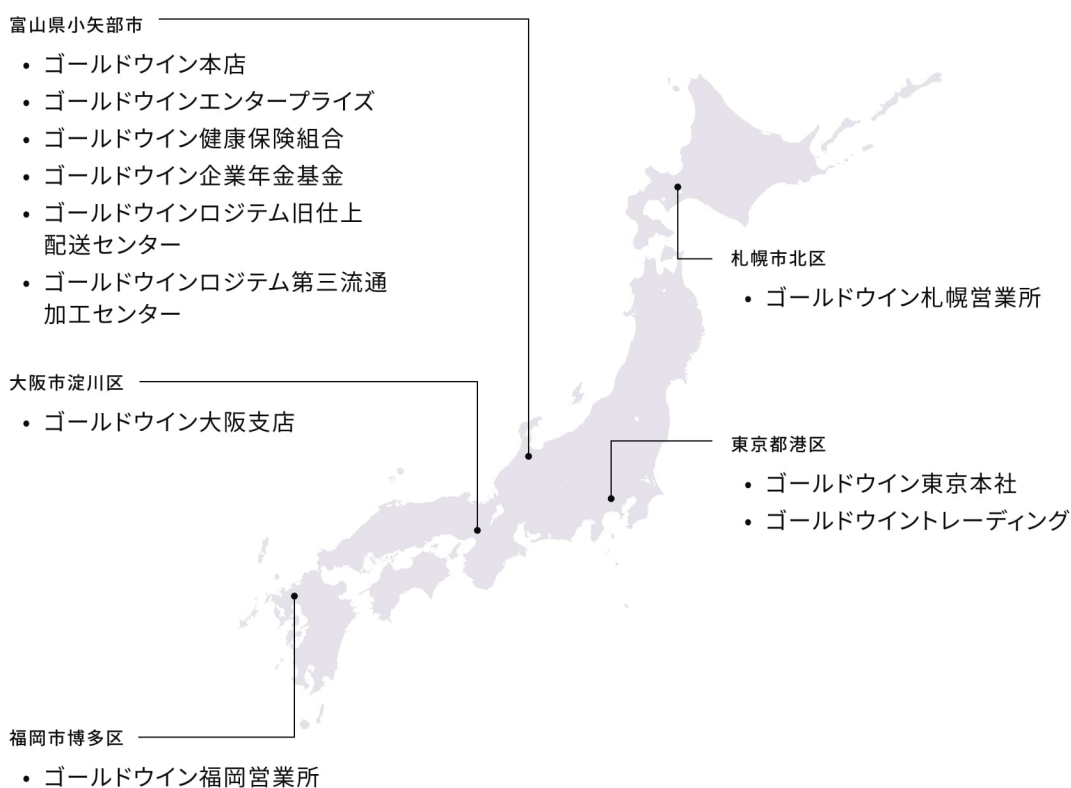 富山県小矢部市
• ゴールドウイン本店
• ゴールドウインエンタープライズ
• ゴールドウイン健康保険組合
• ゴールドウイン企業年金基金
• ゴールドウインロジテム旧仕上
配送センター
• ゴールドウインロジテム第三流通
加工センター
大阪市淀川区
• ゴールドウイン大阪支店
福岡市博多区
• ゴールドウイン福岡営業所
札幌市北区
• ゴールドウイン札幌営業所
東京都港区
• ゴールドウイン東京本社
• ゴールドウイントレーディング